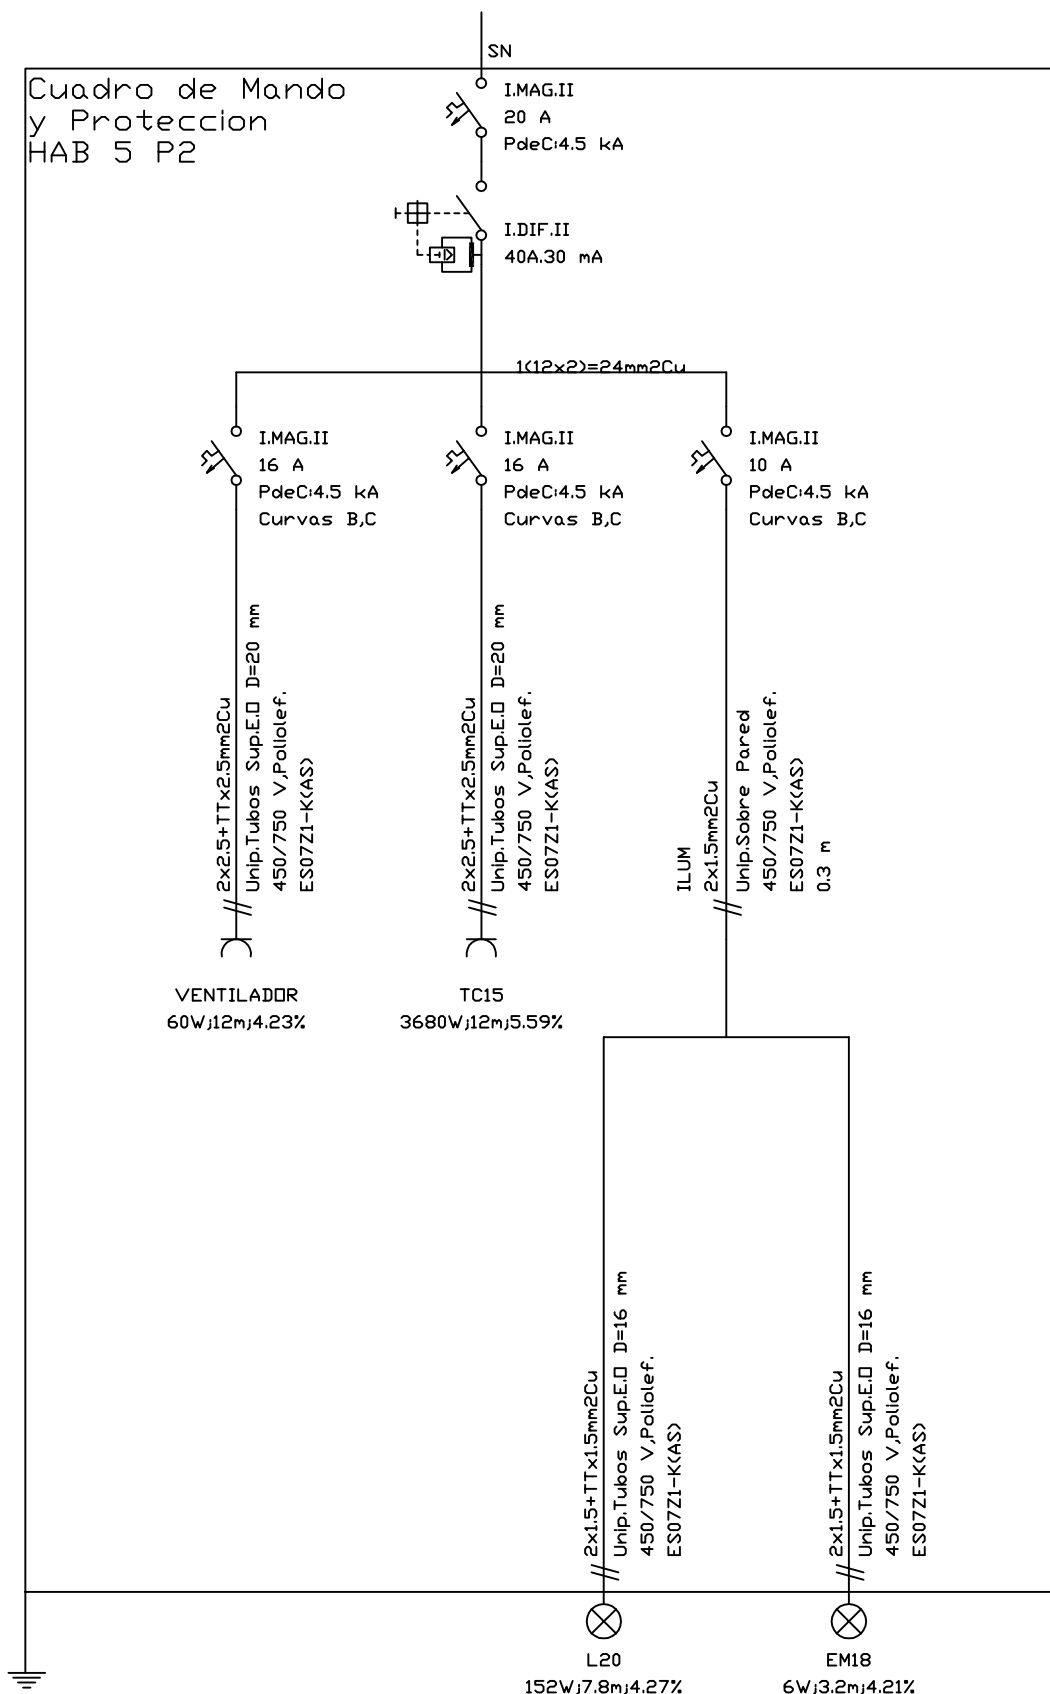 SN
Cuadro de Mando
y Proteccion
HAB 5 P2
I.MAG.II
20 A
PdeC:4.5 kA
I.DIF.II
40A.30 mA
1(12x2)=24mm2Cu
I.MAG.II
16 A
PdeC:4.5 kA
Curvas B,C
I.MAG.II
16 A
PdeC:4.5 kA
Curvas B,C
I.MAG.II
10 A
PdeC:4.5 kA
Curvas B,C
2x2.5+TTx2.5mm2Cu
Unip.Tubos Sup.E.O D=20 mm
450/750 V,Poliolef.
ES07Z1-K(AS)
2x2.5+TTx2.5mm2Cu
Unip.Tubos Sup.E.O D=20 mm
450/750 V,Poliolef.
ES07Z1-K(AS)
ILUM
2x1.5mm2Cu
Unip.Sobre Pared
450/750 V,Poliolef.
ES07Z1-K(AS)
0.3 m
VENTILADOR
60W;12m;4.23%
TC15
3680W;12m;5.59%
2x1.5+TTx1.5mm2Cu
Unip.Tubos Sup.E.O D=16 mm
450/750 V,Poliolef.
ES07Z1-K(AS)
2x1.5+TTx1.5mm2Cu
Unip.Tubos Sup.E.O D=16 mm
450/750 V,Poliolef.
ES07Z1-K(AS)
L20
152W;7.8m;4.27%
EM18
6W;3.2m;4.21%